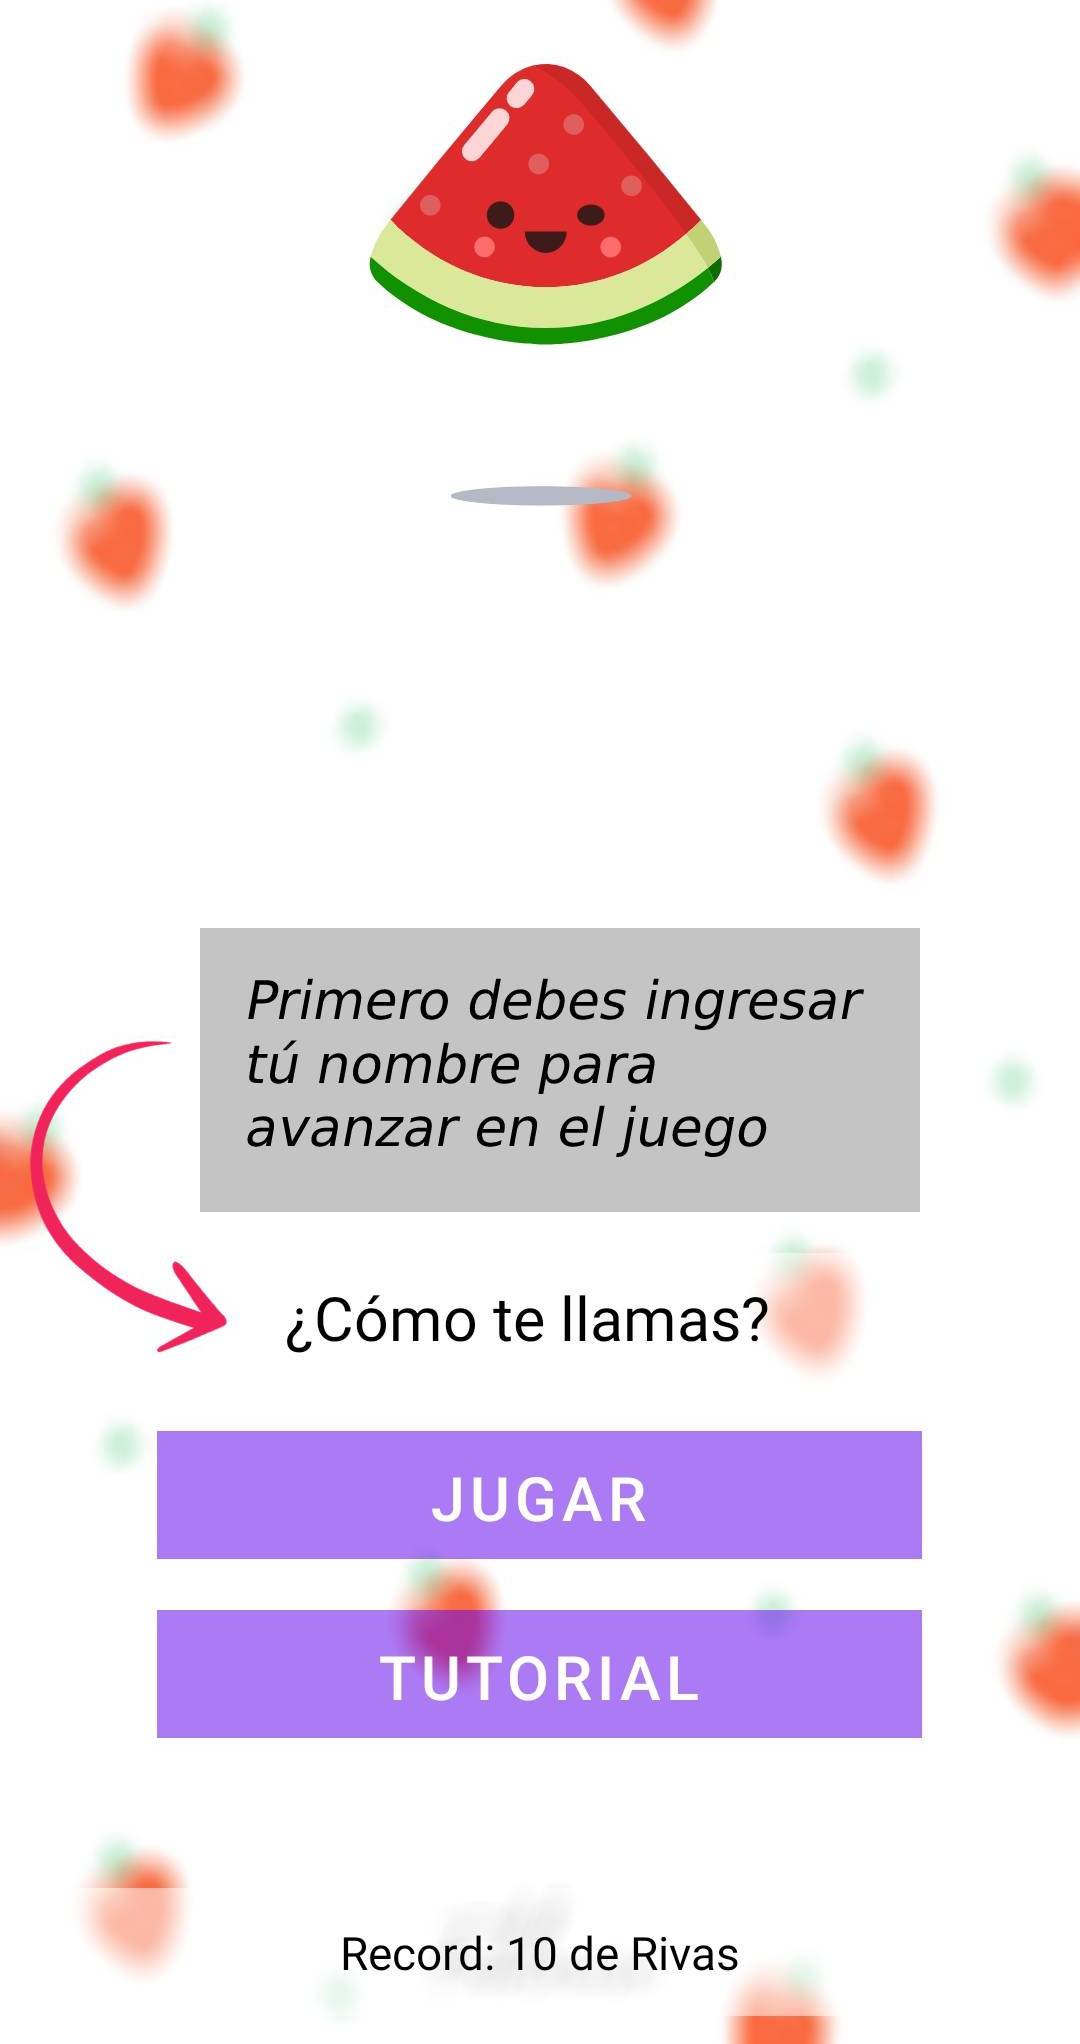 Primero debes ingresar
tú nombre para
avanzar en el juego
¿Cómo te llamas?
JUGAR
TUTORIAL
Record: 10 de Rivas